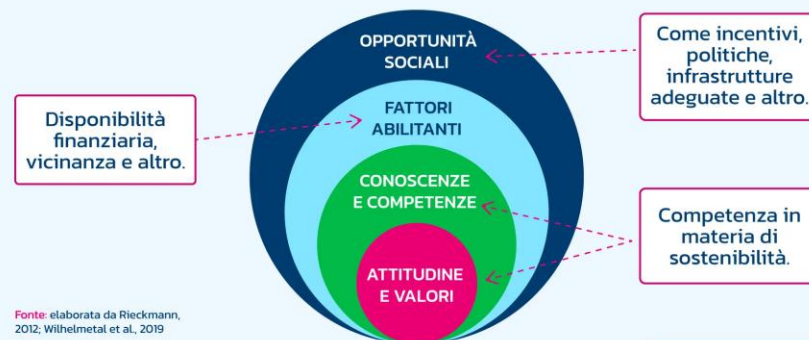 OPPORTUNITÀ
SOCIALI
Come incentivi,
politiche,
infrastrutture
adeguate e altro.
FATTORI
ABILITANTI
Disponibilità
finanziaria,
vicinanza e altro.
CONOSCENZE
E COMPETENZE
Competenza in
materia di
sostenibilità.
ATTITUDINE
E VALORI
Fonte: elaborata da Rieckmann,
2012; Wilhelmetal et al., 2019